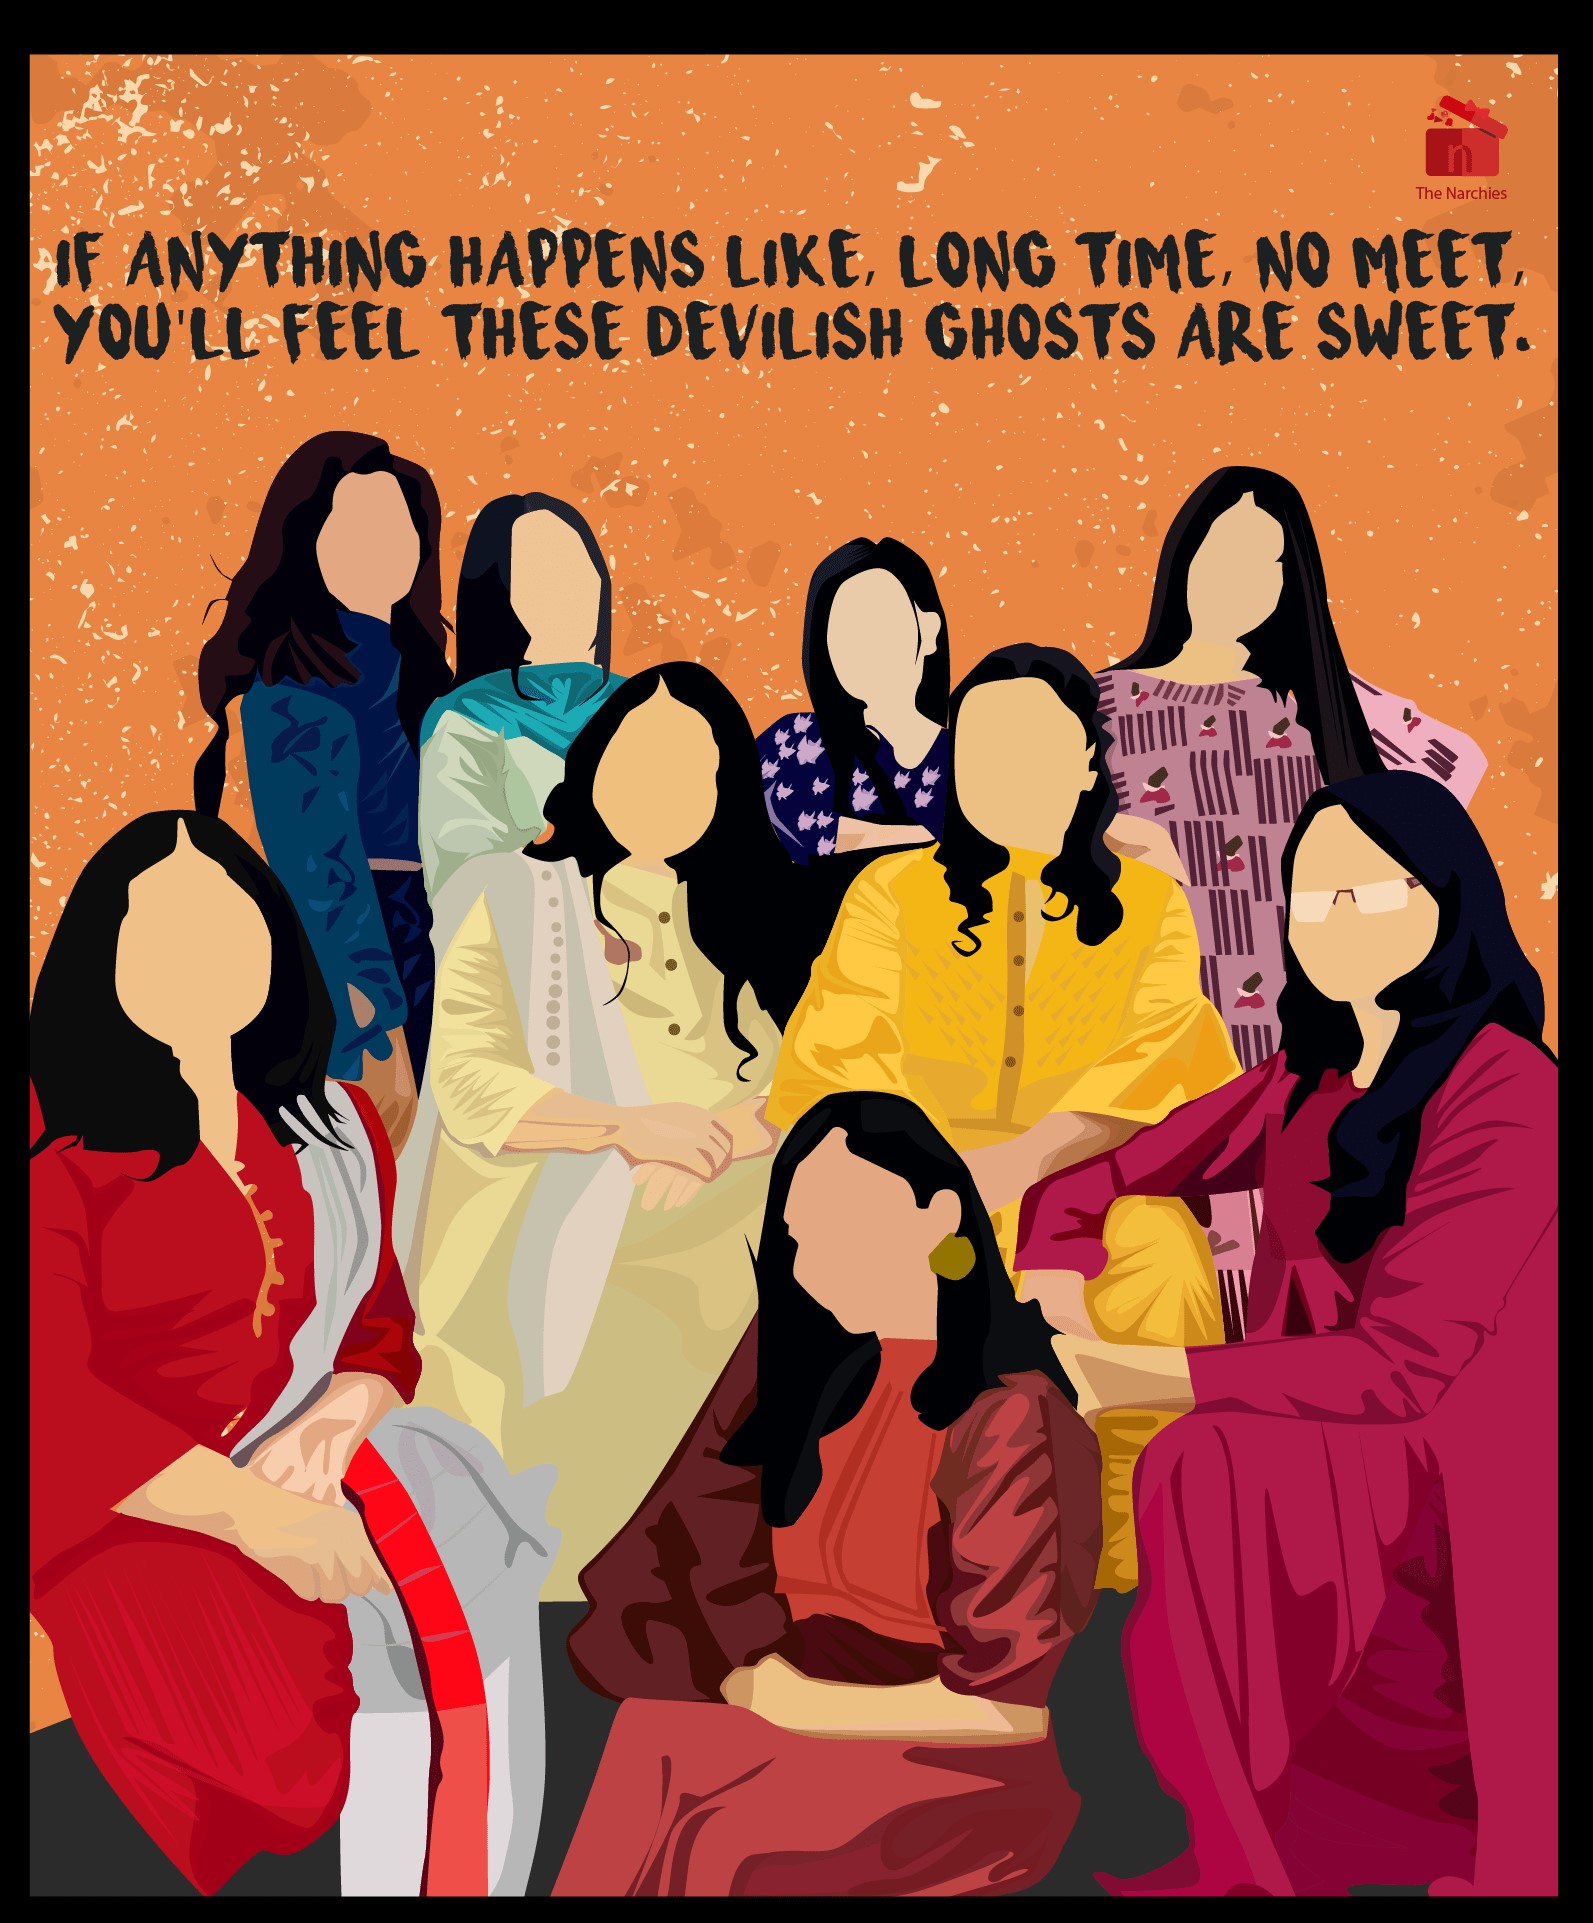 n
The Narchies
IF ANYTHING HAPPENS LIKE, LONG TIME, NO MEET,
YOU'LL FEEL THESE DEVILISH GHOSTS ARE SWEET.